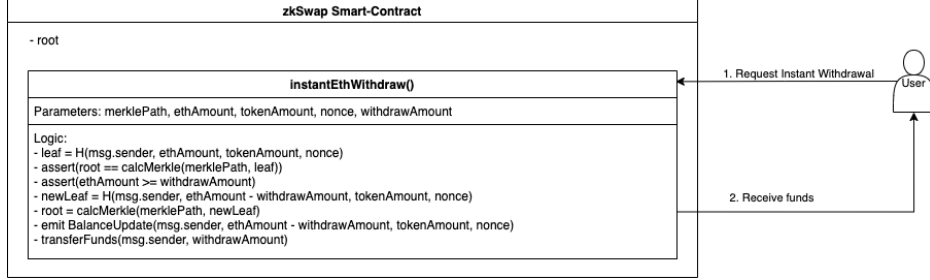 zkSwap Smart-Contract
- root
instantEthWithdraw()
Parameters: merklePath, ethAmount, tokenAmount, nonce, withdrawAmount
Logic:
- leaf = H(msg.sender, ethAmount, tokenAmount, nonce)
- assert(root == calcMerkle(merklePath, leaf))
- assert(ethAmount >= withdrawAmount)
- newLeaf = H(msg.sender, ethAmount - withdrawAmount, tokenAmount, nonce)
- root = calcMerkle(merklePath, newLeaf)
- emit BalanceUpdate(msg.sender, ethAmount - withdrawAmount, tokenAmount, nonce)
- transferFunds(msg.sender, withdrawAmount)
1. Request Instant Withdrawal
User
2. Receive funds